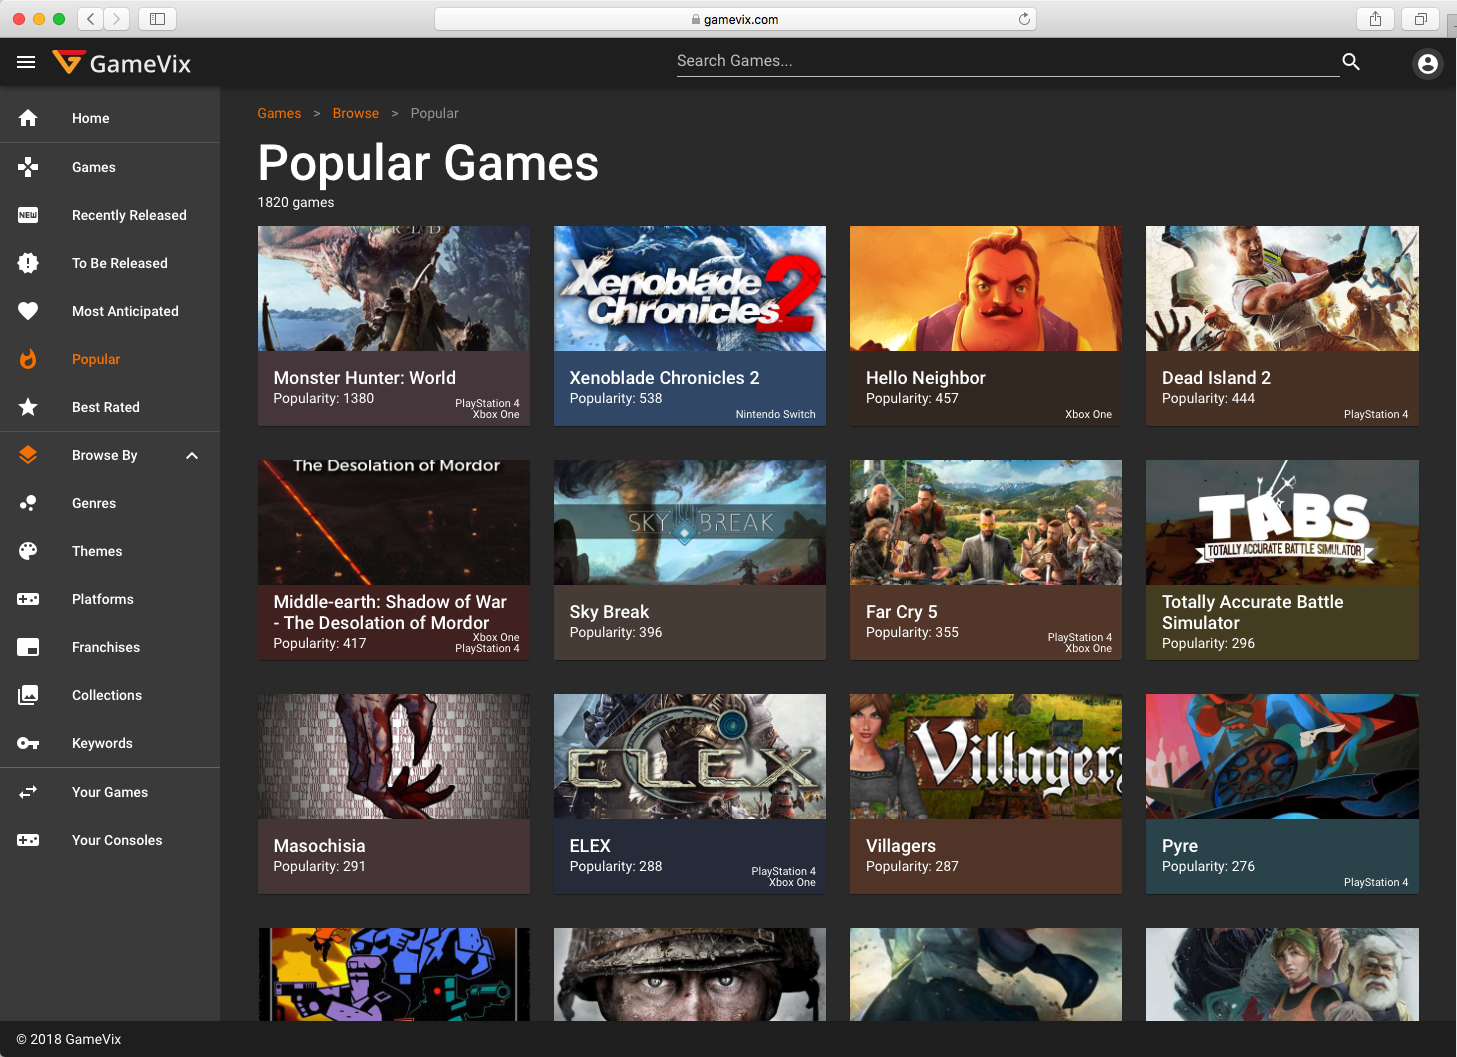 gamevix.com
GameVix
Search Games...
Home
Games
Recently Released
To Be Released
Most Anticipated
Popular
Best Rated
Browse By
Genres
Themes
Platforms
Franchises
Collections
Keywords
Your Games
Your Consoles
Games > Browse > Popular
Popular Games
1820 games
WORLD
Monster Hunter: World
Popularity: 1380
PlayStation 4
Xbox One
Xenoblade
Chronicles 2
Xenoblade Chronicles 2
Popularity: 538
Nintendo Switch
Hello Neighbor
Popularity: 457
Xbox One
Dead Island 2
Popularity: 444
PlayStation 4
The Desolation of Mordor
Middle-earth: Shadow of War
- The Desolation of Mordor
Popularity: 417
Xbox One
PlayStation 4
SKY BREAK
Sky Break
Popularity: 396
Far Cry 5
Popularity: 355
PlayStation 4
Xbox One
TABS
TOTALLY ACCURATE BATTLE SIMULATOR
Totally Accurate Battle
Simulator
Popularity: 296
Masochisia
Popularity: 291
ELEX
ELEX
Popularity: 288
PlayStation 4
Xbox One
Villagers
Villagers
Popularity: 287
Pyre
Popularity: 276
PlayStation 4
© 2018 GameVix